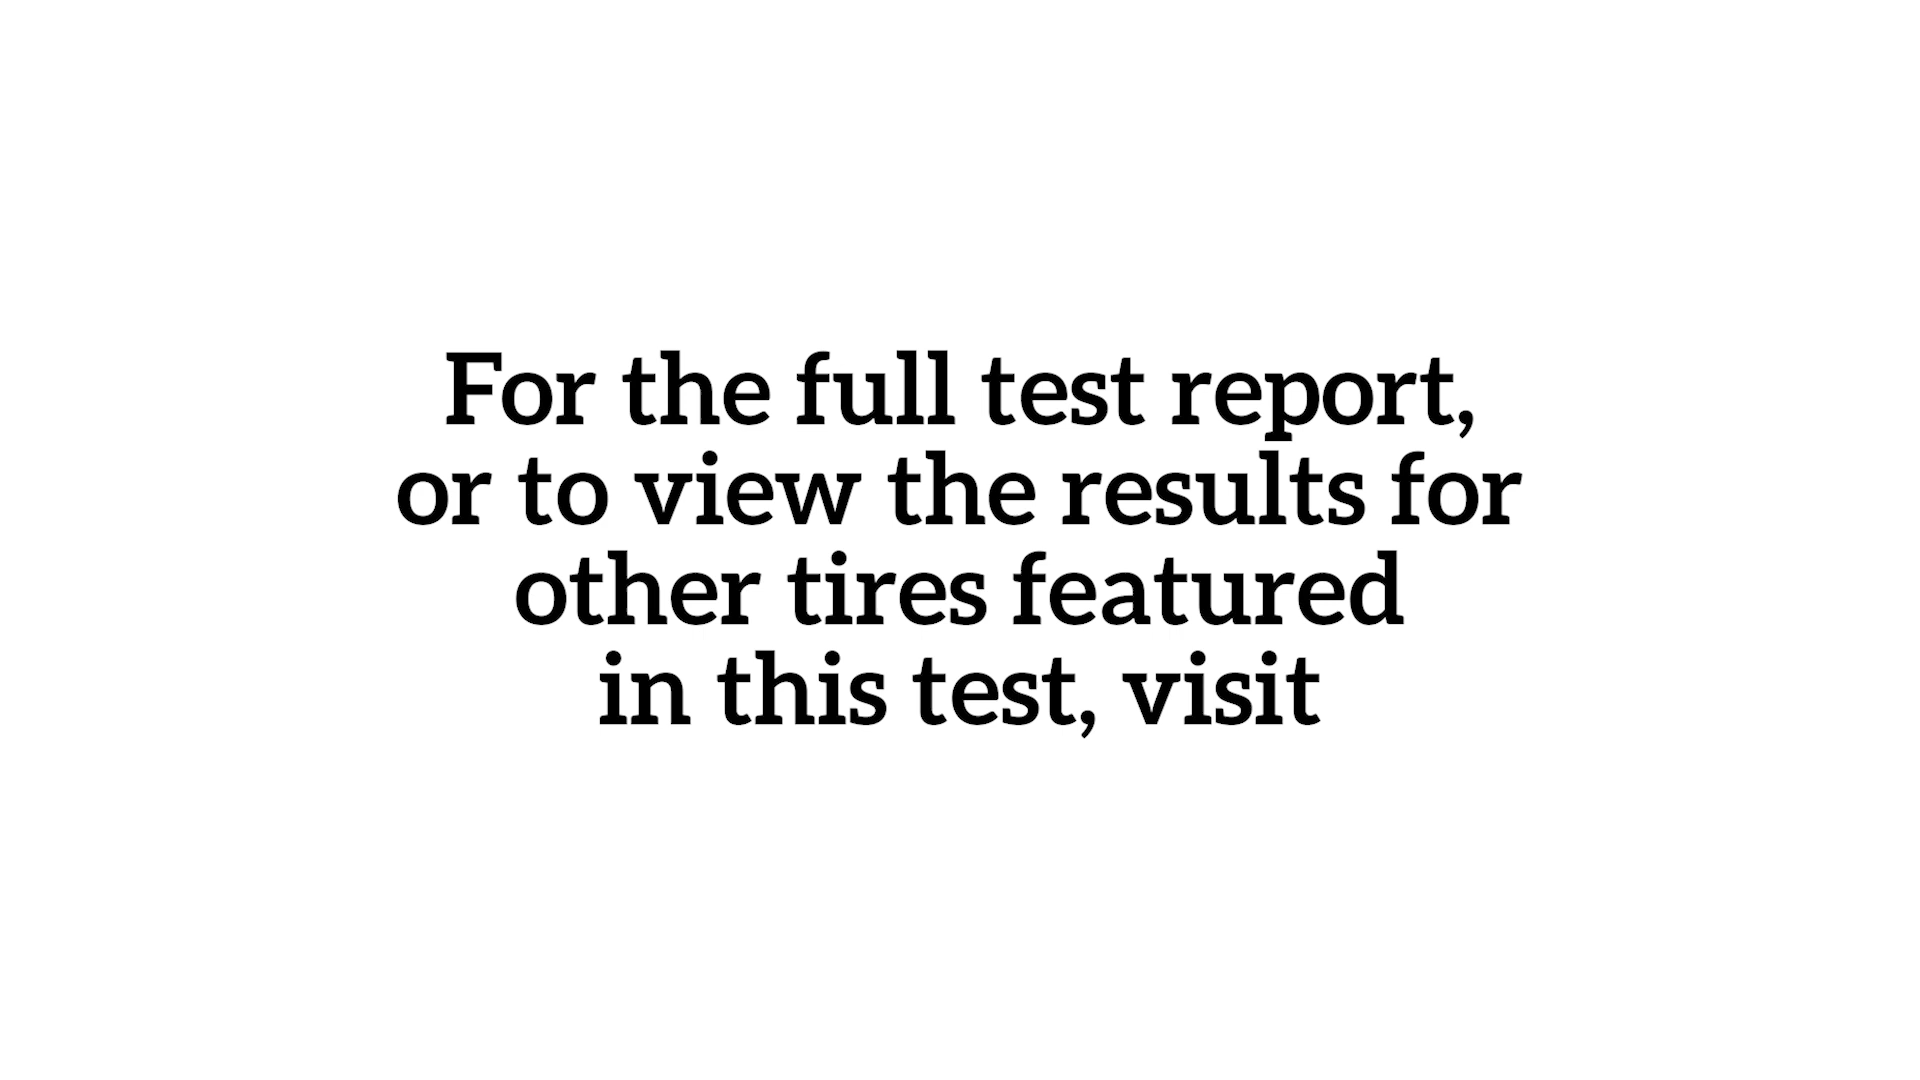 For the full test report,
or to view the results for
other tires featured
in this test, visit